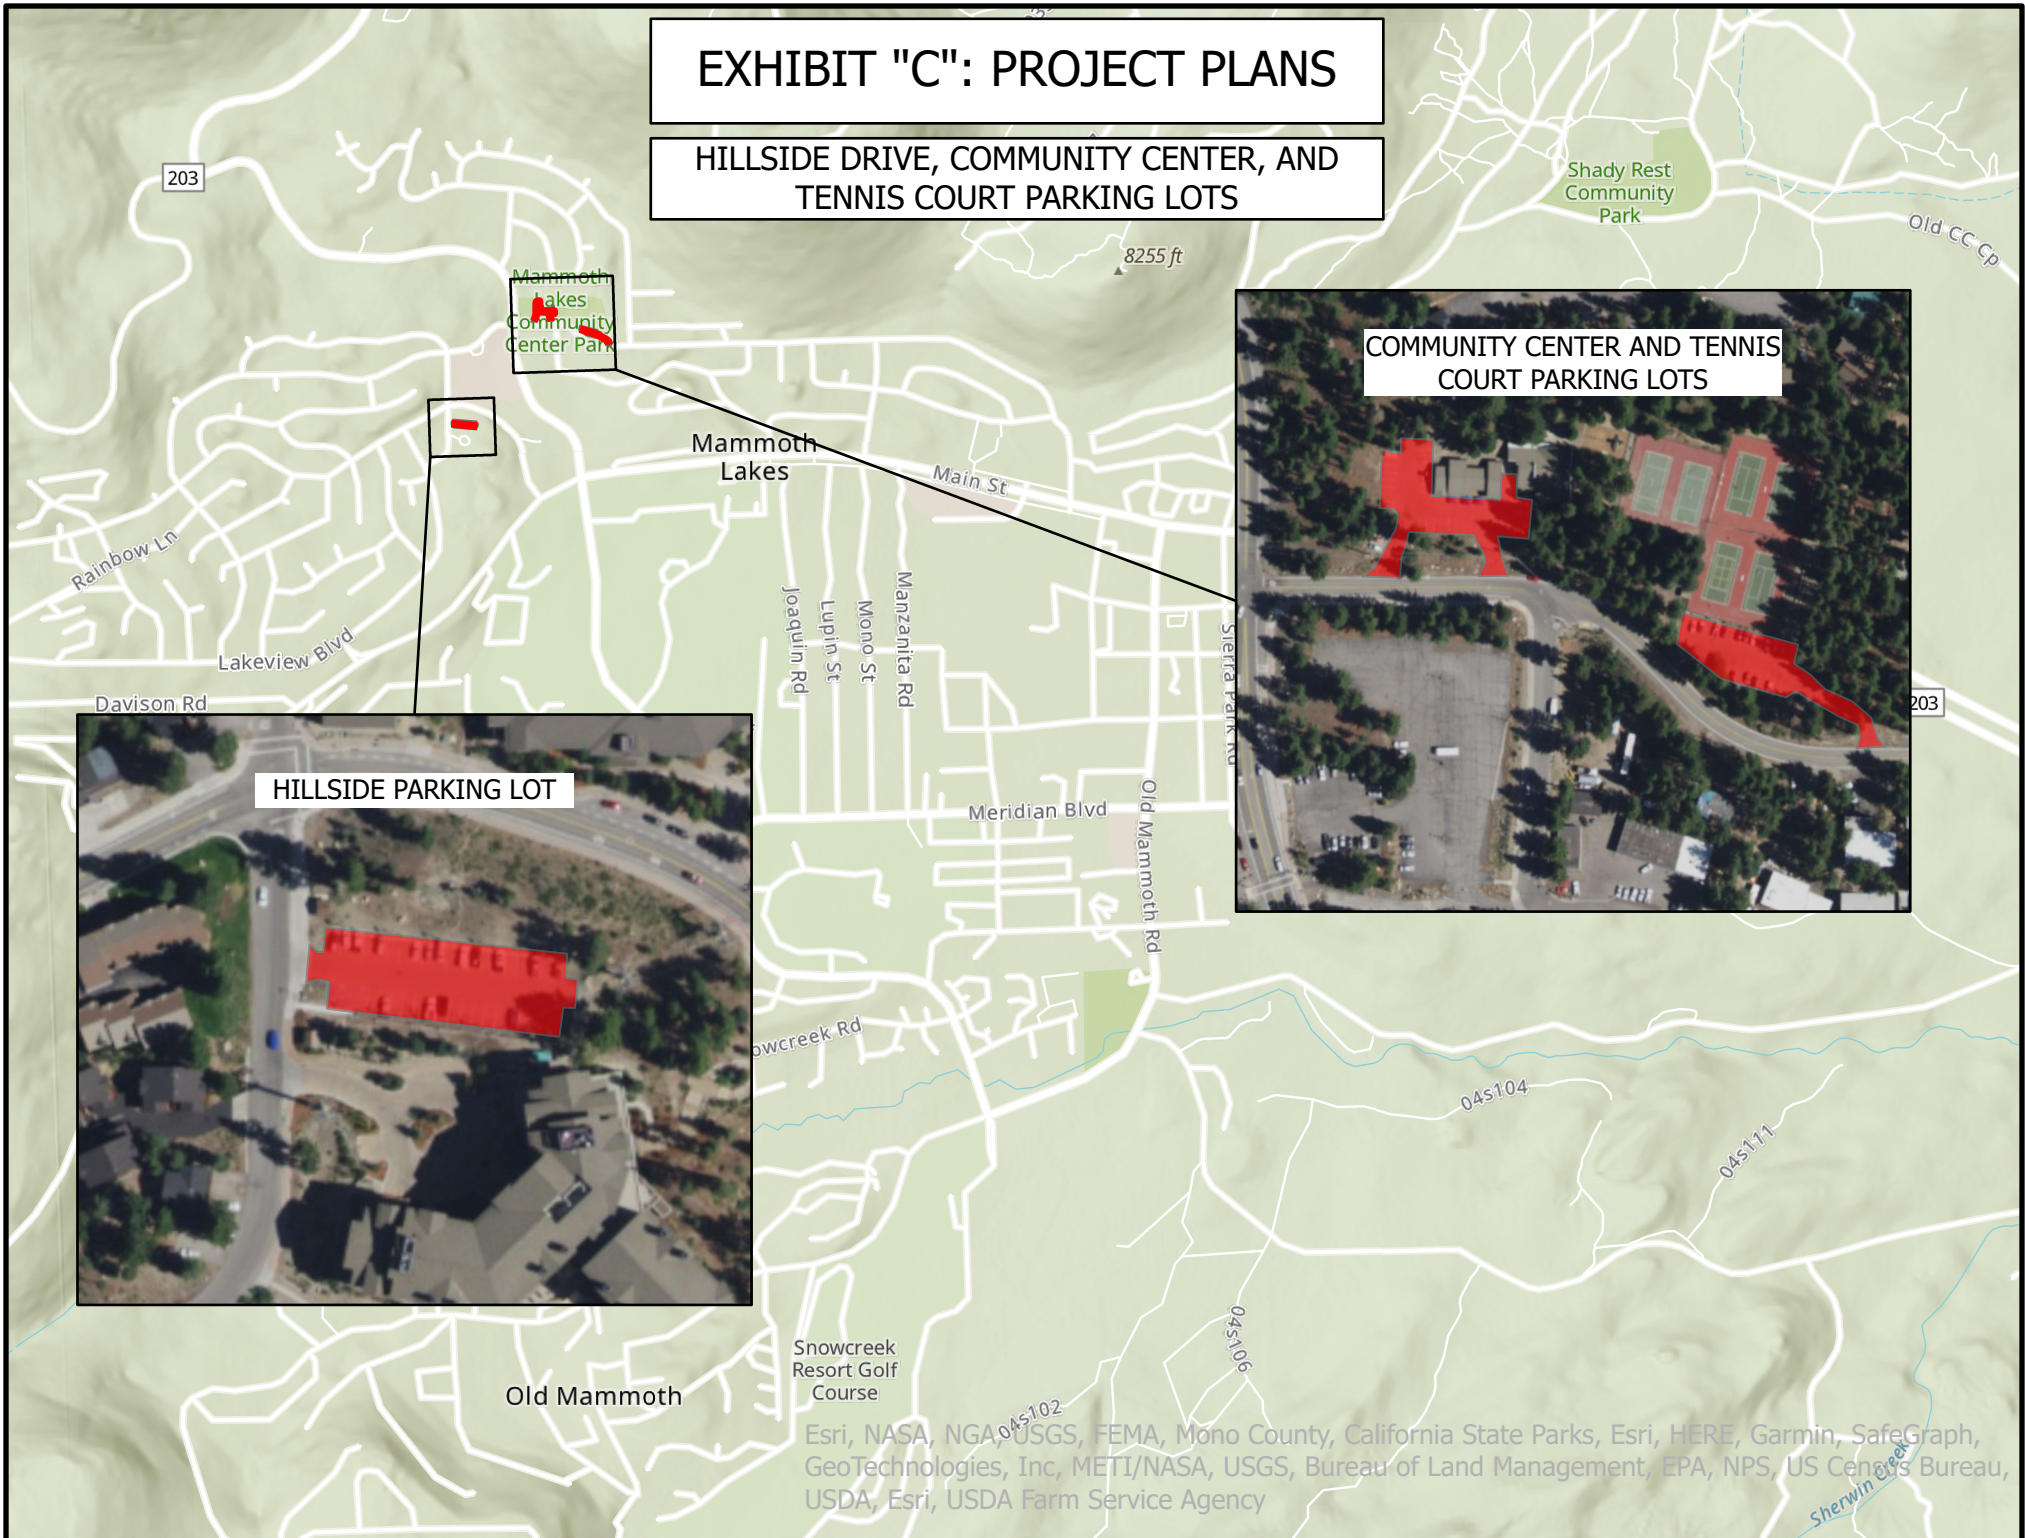 EXHIBIT "C": PROJECT PLANS
HILLSIDE DRIVE, COMMUNITY CENTER, AND
TENNIS COURT PARKING LOTS
203
Shady Rest
Community
Park
Old CC Cp
8255 ft
Mammoth
Lakes
Community
Center Park
COMMUNITY CENTER AND TENNIS
COURT PARKING LOTS
Mammoth
Lakes
Main St
Rainbow Ln
Joaquin Rd
Lupin St
Mono St
Manzanita Rd
Sierra Park Rd
Lakeview Blvd
Davison Rd
203
HILLSIDE PARKING LOT
Meridian Blvd
Old Mammoth Rd
owcreek Rd
04s104
04s111
04s106
Snowcreek
Resort Golf
Course
Old Mammoth
04s102
Sherwin Creek
Esri, NASA, NGA, USGS, FEMA, Mono County, California State Parks, Esri, HERE, Garmin, SafeGraph,
GeoTechnologies, Inc, METI/NASA, USGS, Bureau of Land Management, EPA, NPS, US Census Bureau,
USDA, Esri, USDA Farm Service Agency